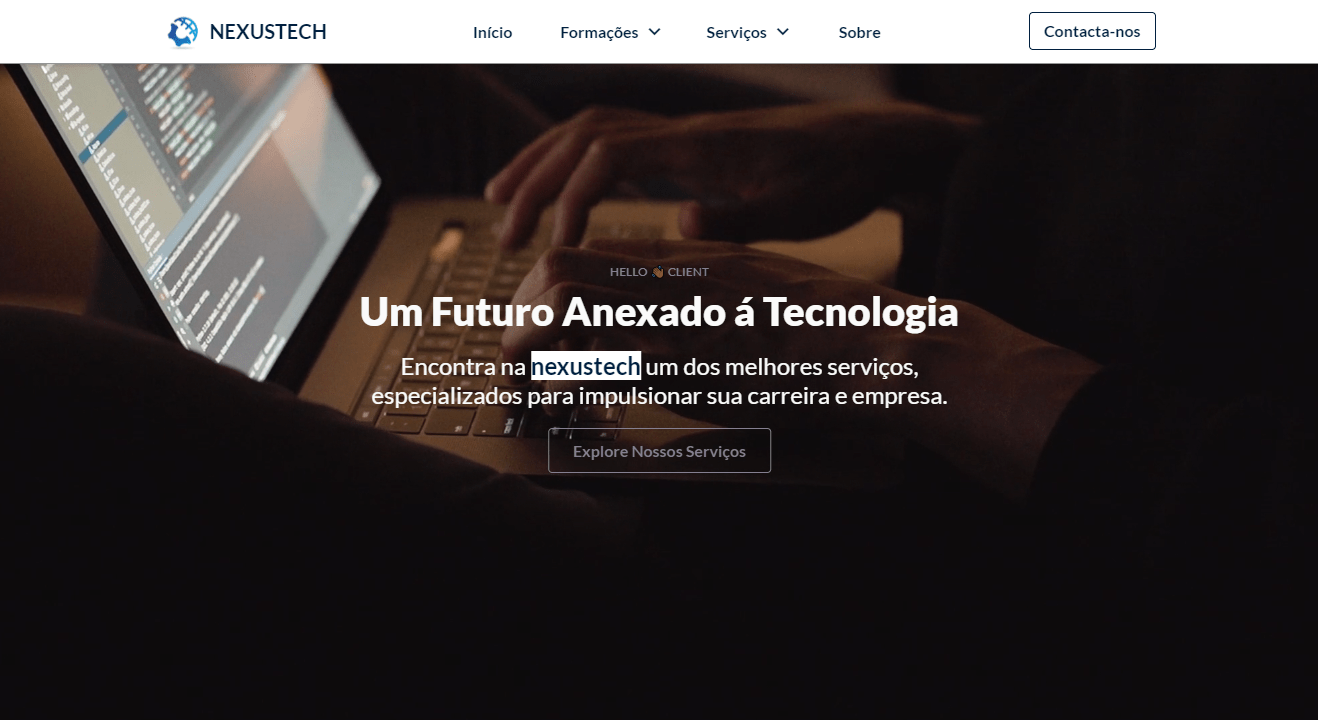 NEXUSTECH
Início
Formações
Serviços
Sobre
Contacta-nos
HELLO 👋🏾 CLIENT
Um Futuro Anexado á Tecnologia
Encontra na nexustech um dos melhores serviços,
especializados para impulsionar sua carreira e empresa.
Explore Nossos Serviços